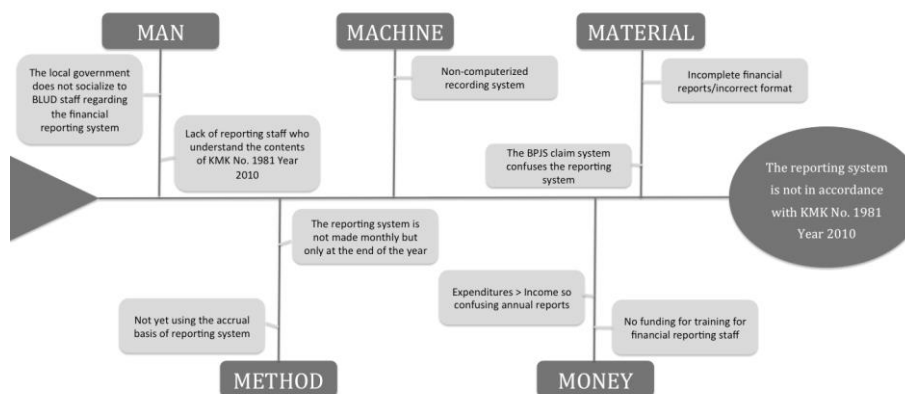 MAN
MACHINE
MATERIAL
The local government
does not socialize to
BLUD staff regarding
the financial
reporting system
Lack of reporting staff who
understand the contents
of KMK No. 1981 Year
2010
Non-computerized
recording system
Incomplete financial
reports/incorrect format
The BPJS claim system
confuses the reporting
system
The reporting system
is not in accordance
with KMK No. 1981
Year 2010
The reporting system is
not made monthly but
only at the end of the year
Not yet using the accrual
basis of reporting system
Expenditures > Income so
confusing annual reports
No funding for training for
financial reporting staff
METHOD
MONEY